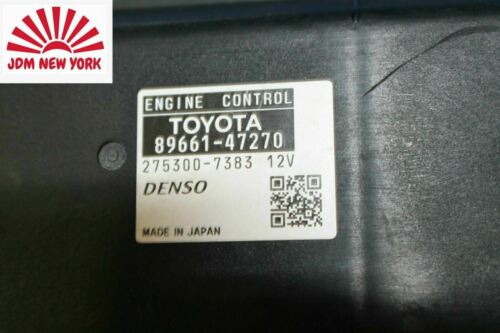 JDM NEW YORK
ENGINE CONTROL
TOYOTA
89661-47270
275300-7383 12V
DENSO
MADE IN JAPAN